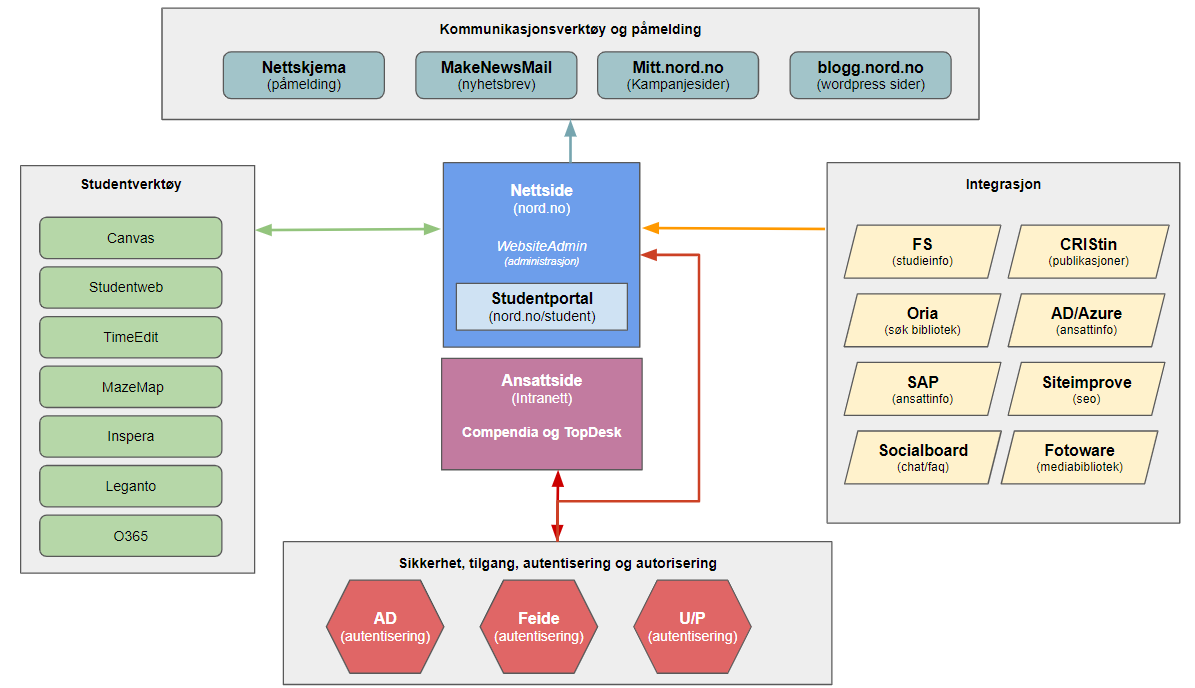 Kommunikasjonsverktøy og påmelding
Nettskjema
(påmelding)
MakeNewsMail
(nyhetsbrev)
Mitt.nord.no
(Kampanjesider)
blogg.nord.no
(wordpress sider)
Studentverktøy
Canvas
Studentweb
TimeEdit
MazeMap
Inspera
Leganto
O365
Nettside
(nord.no)
WebsiteAdmin
(administrasjon)
Studentportal
(nord.no/student)
Ansattside
(Intranett)
Compendia og TopDesk
Integrasjon
FS
(studieinfo)
CRIStin
(publikasjoner)
Oria
(søk bibliotek)
AD/Azure
(ansattinfo)
SAP
(ansattinfo)
Siteimprove
(seo)
Socialboard
(chat/faq)
Fotoware
(mediabibliotek)
Sikkerhet, tilgang, autentisering og autorisering
AD
(autentisering)
Feide
(autentisering)
U/P
(autentisering)